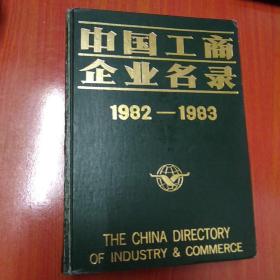 中国工商
企业名录
1982—1983
THE CHINA DIRECTORY
OF INDUSTRY & COMMERCE